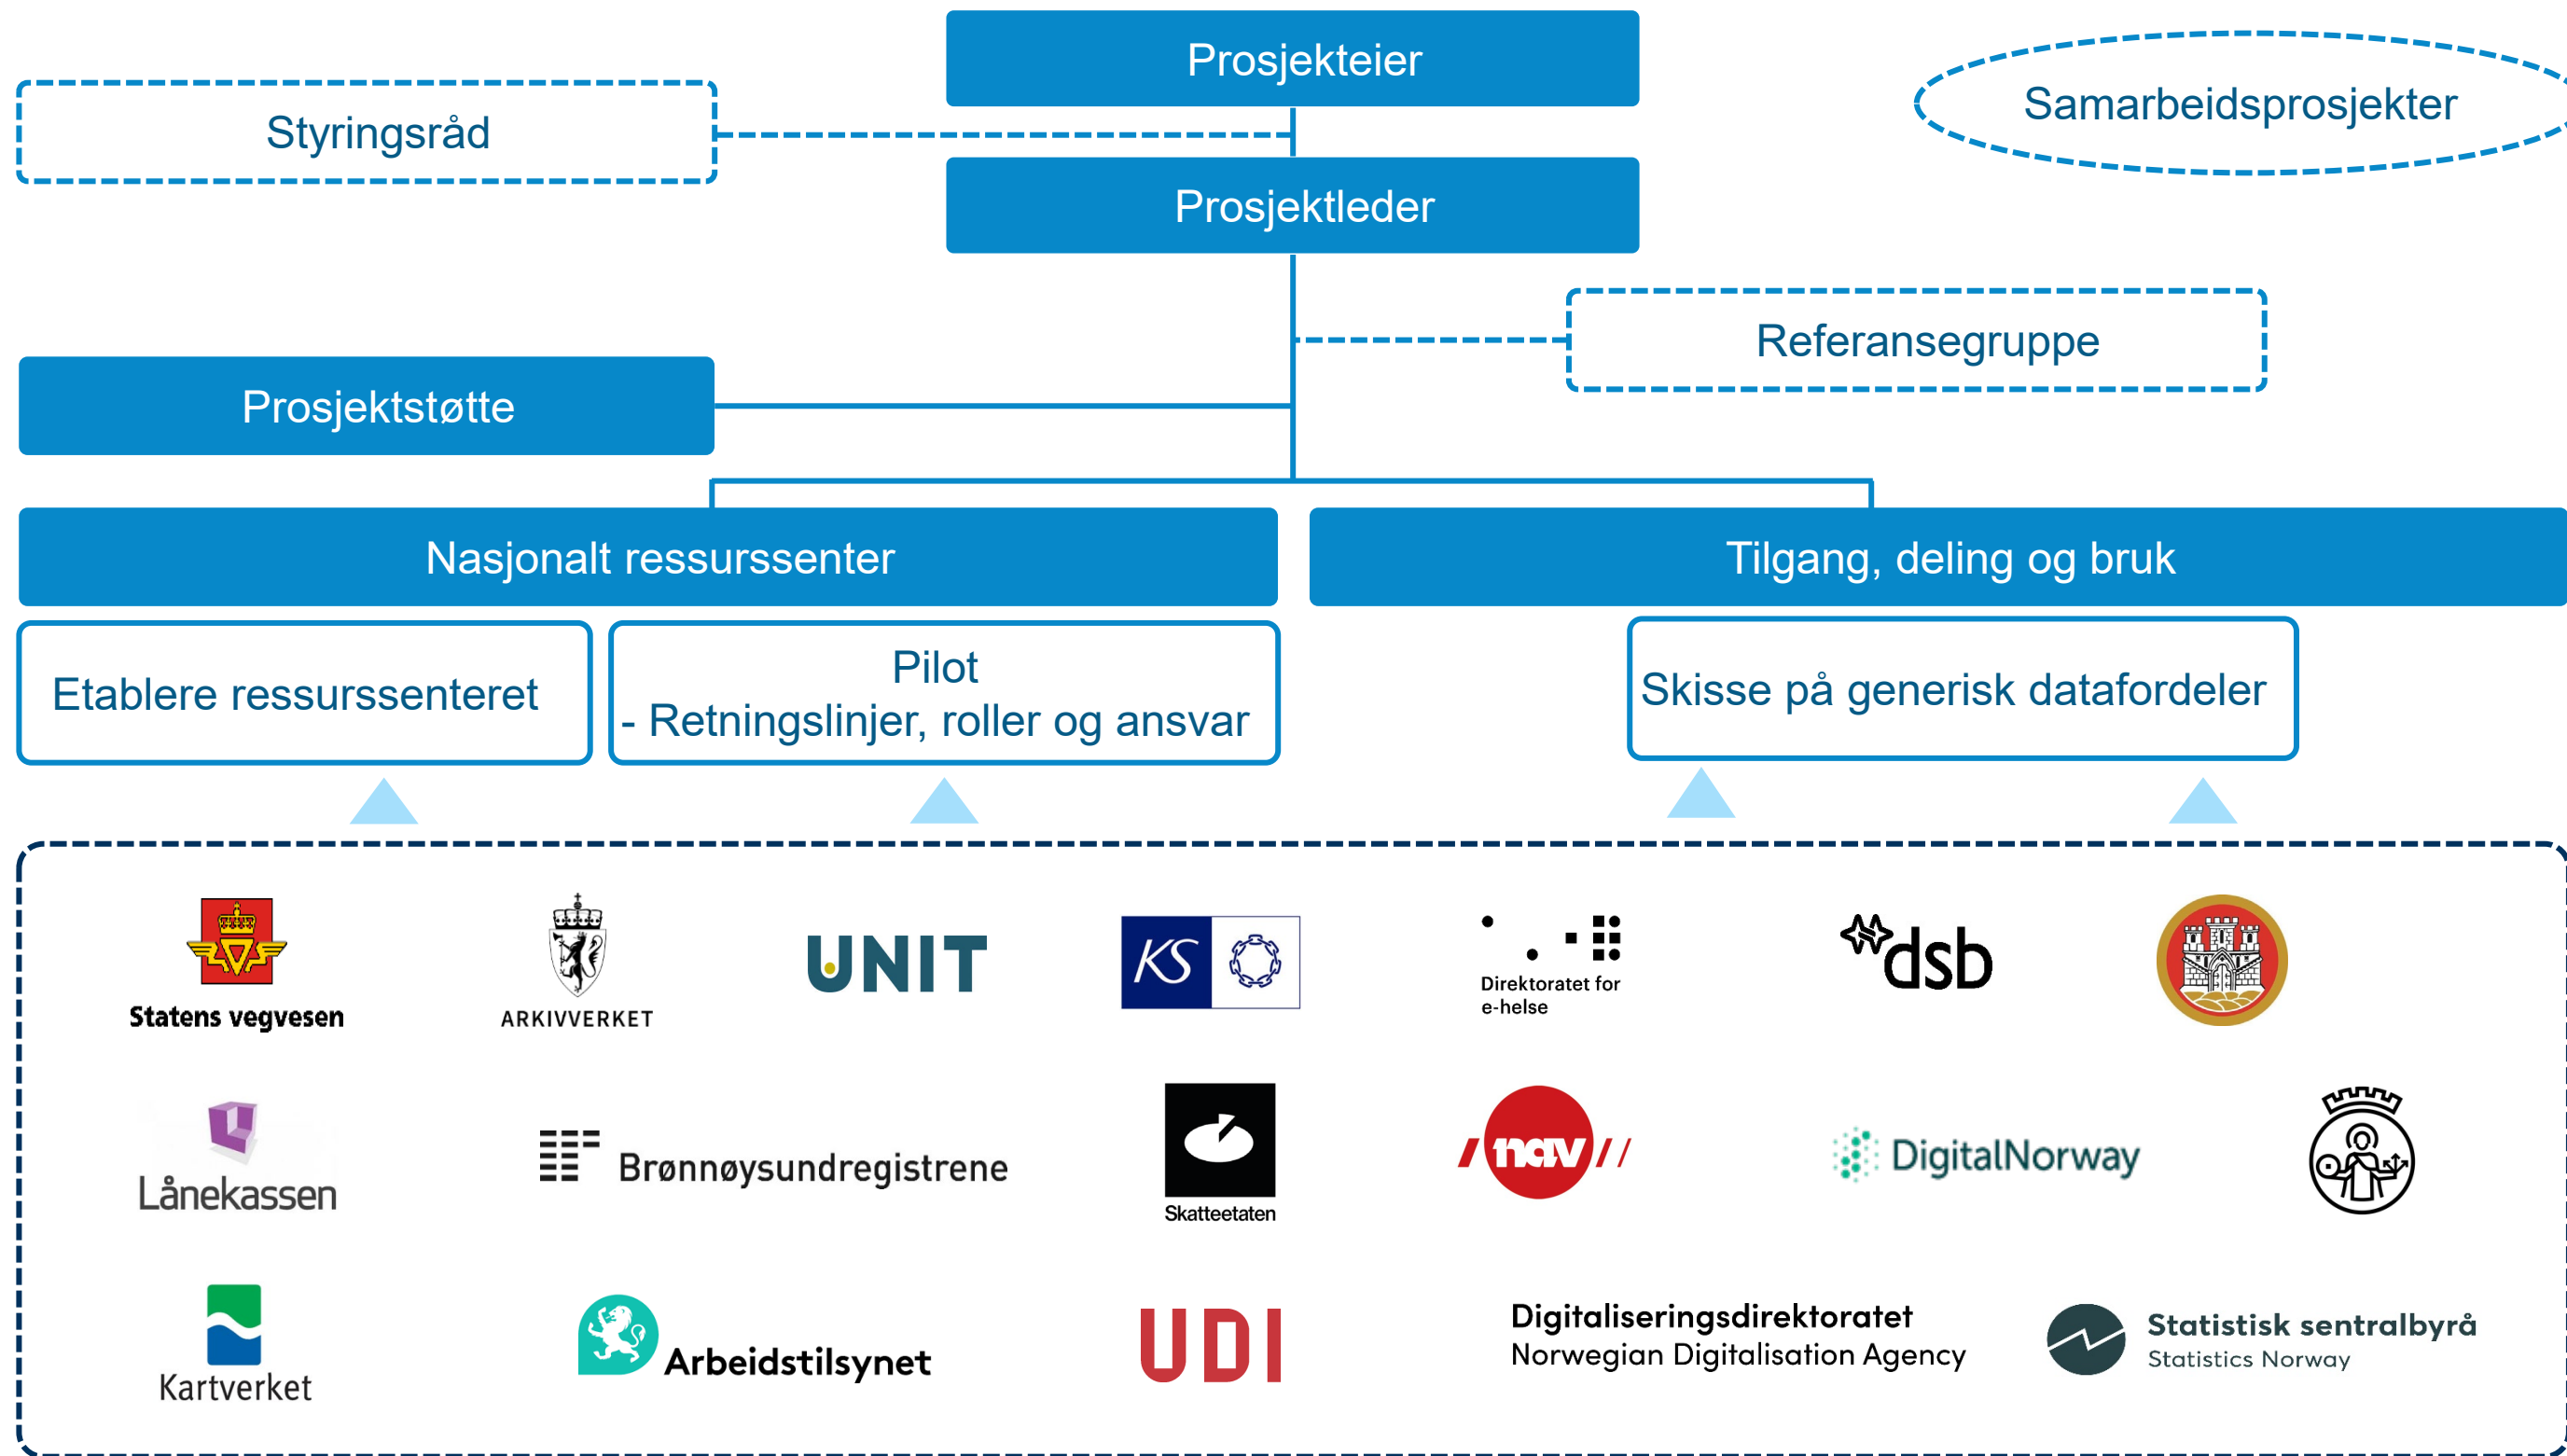 Prosjekteier
Samarbeidsprosjekter
Styringsråd
Prosjektleder
Referansegruppe
Prosjektstøtte
Nasjonalt ressurssenter
Tilgang, deling og bruk
Etablere ressurssenteret
Pilot
- Retningslinjer, roller og ansvar
Skisse på generisk datafordeler
Statens vegvesen
ARKIVVERKET
UNIT
KS
Direktoratet for
e-helse
dsb
Lånekassen
Brønnøysundregistrene
Skatteetaten
nav
DigitalNorway
Kartverket
Arbeidstilsynet
UDI
Digitaliseringsdirektoratet
Norwegian Digitalisation Agency
Statistisk sentralbyrå
Statistics Norway